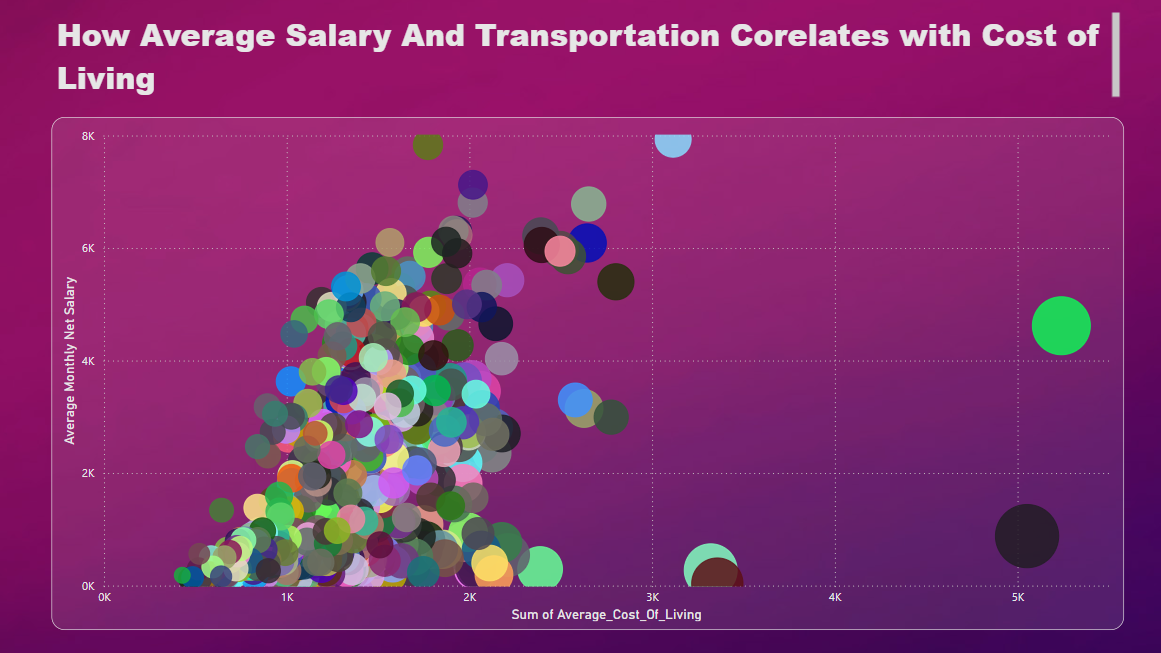 How Average Salary And Transportation Corelates with Cost of
Living
8K
6K
4K
2K
0K
Average Monthly Net Salary
0K 1K 2K 3K 4K 5K
Sum of Average_Cost_Of_Living